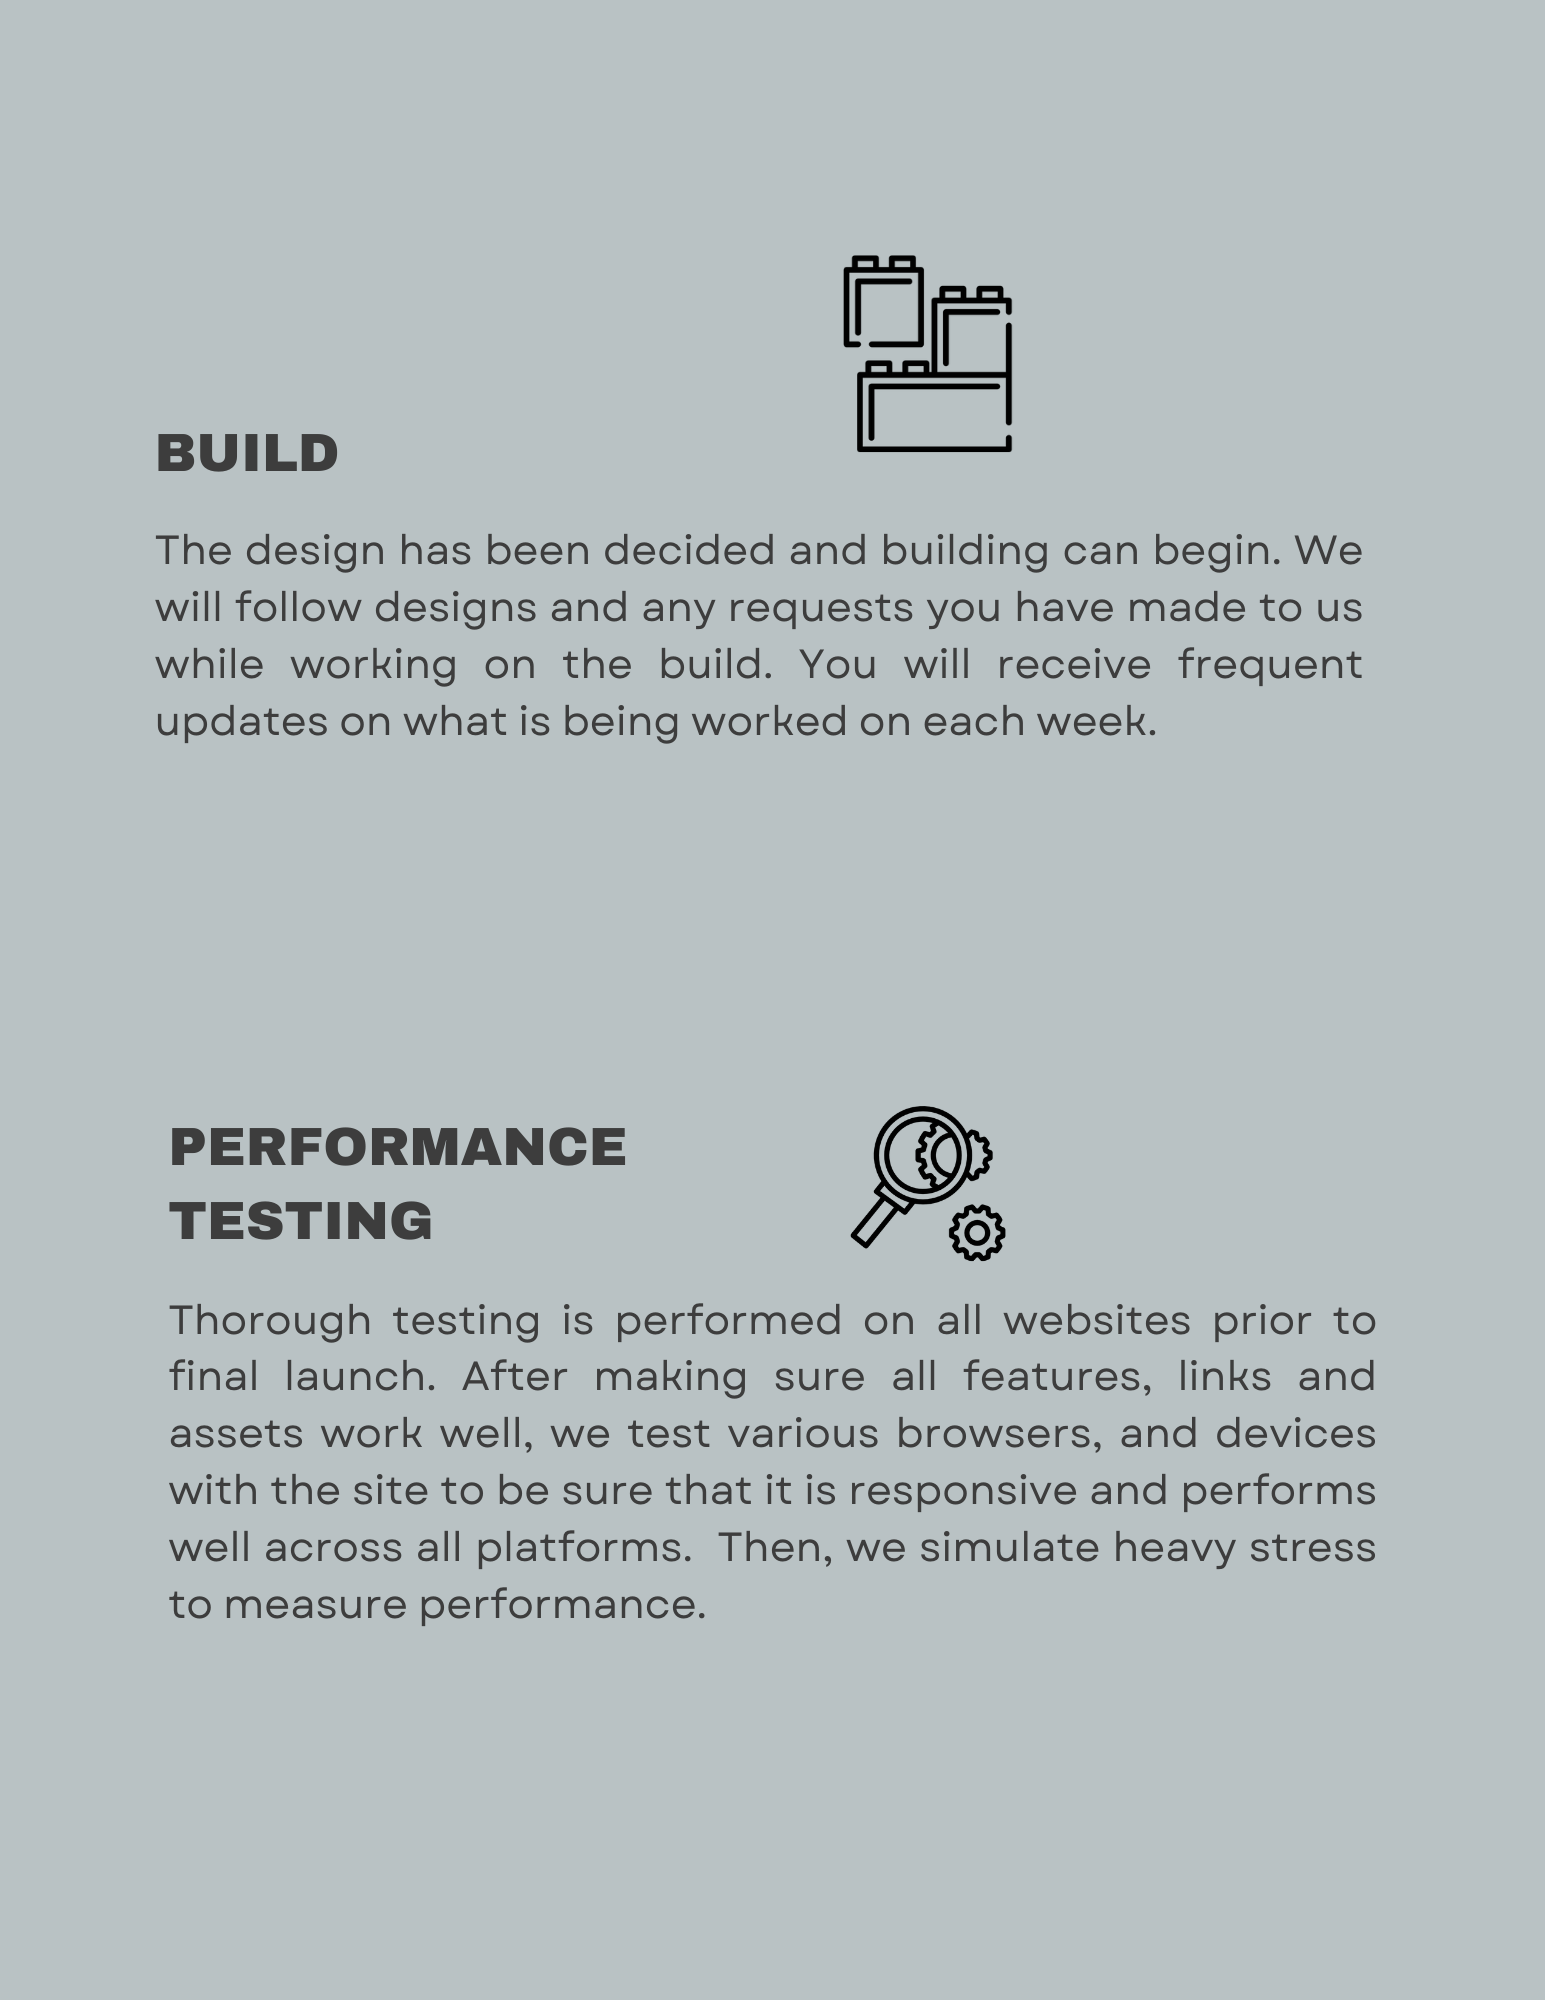 BUILD
The design has been decided and building can begin. We
will follow designs and any requests you have made to us
while working on the build. You will receive frequent
updates on what is being worked on each week.
PERFORMANCE
TESTING
Thorough testing is performed on all websites prior to
final launch. After making sure all features, links and
assets work well, we test various browsers, and devices
with the site to be sure that it is responsive and performs
well across all platforms.  Then, we simulate heavy stress
to measure performance.